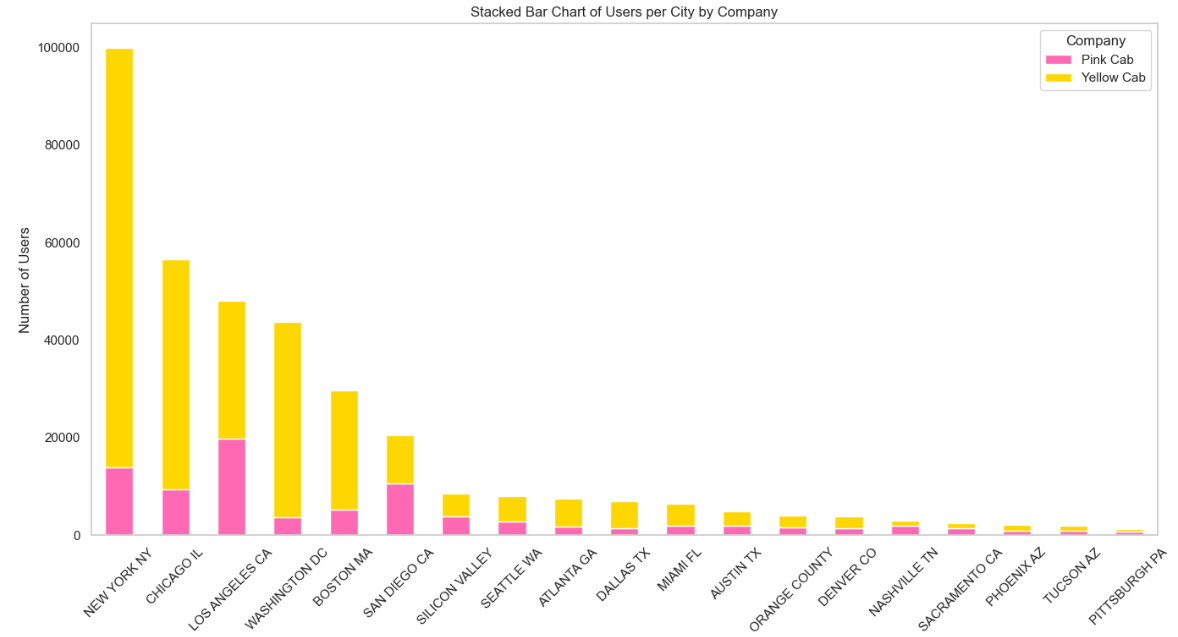 Stacked Bar Chart of Users per City by Company
Company
Pink Cab
Yellow Cab
Number of Users
100000
80000
60000
40000
20000
0
NEW YORK NY
CHICAGO IL
LOS ANGELES CA
WASHINGTON DC
BOSTON MA
SAN DIEGO CA
SILICON VALLEY
SEATTLE WA
ATLANTA GA
DALLAS TX
MIAMI FL
AUSTIN TX
ORANGE COUNTY
DENVER CO
NASHVILLE TN
SACRAMENTO CA
PHOENIX AZ
TUCSON AZ
PITTSBURGH PA